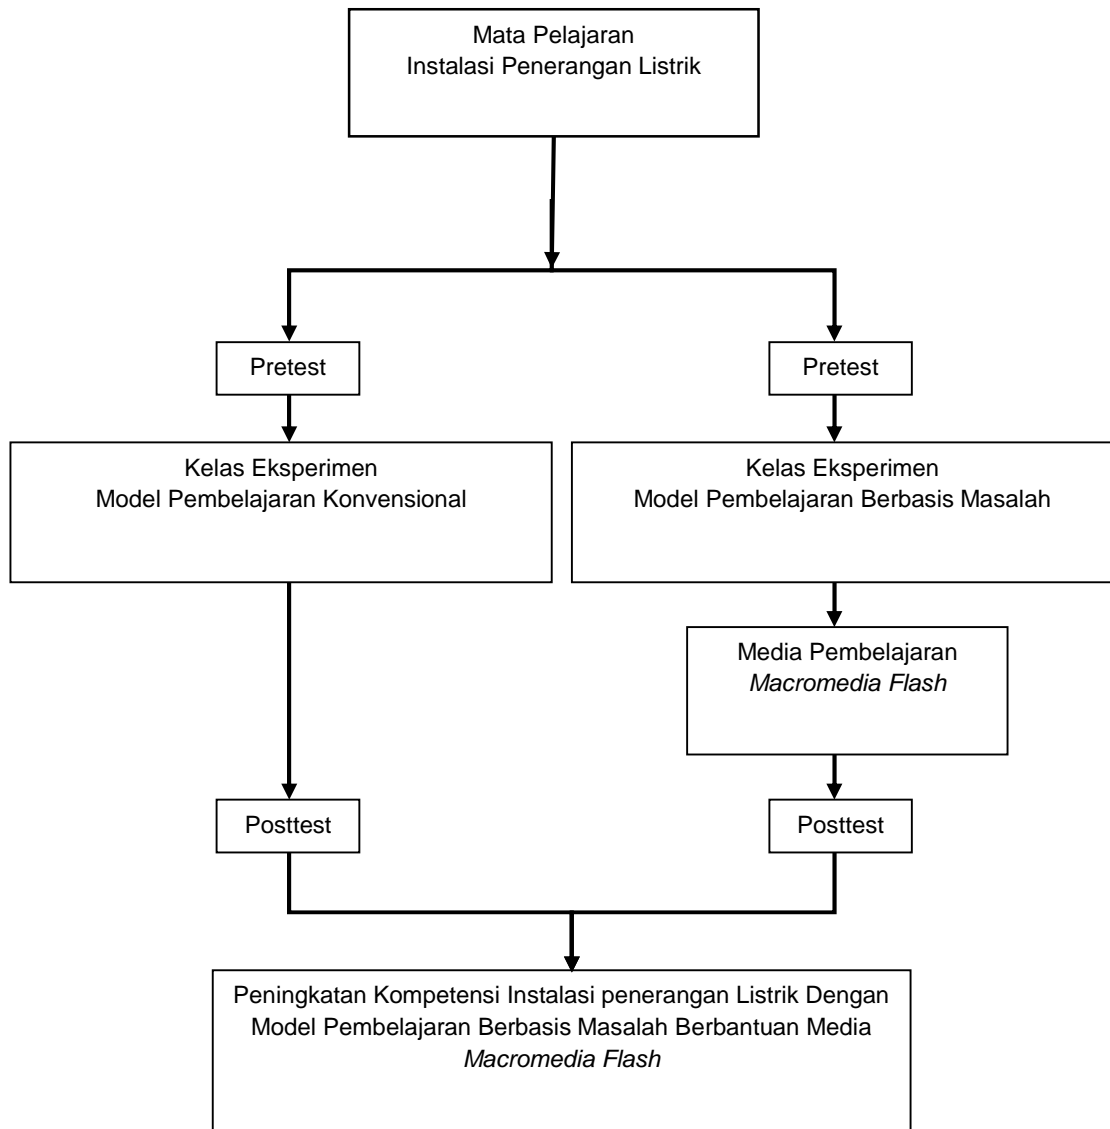 Mata Pelajaran
Instalasi Penerangan Listrik
Pretest
Pretest
Kelas Eksperimen
Model Pembelajaran Konvensional
Kelas Eksperimen
Model Pembelajaran Berbasis Masalah
Media Pembelajaran
Macromedia Flash
Posttest
Posttest
Peningkatan Kompetensi Instalasi penerangan Listrik Dengan
Model Pembelajaran Berbasis Masalah Berbantuan Media
Macromedia Flash